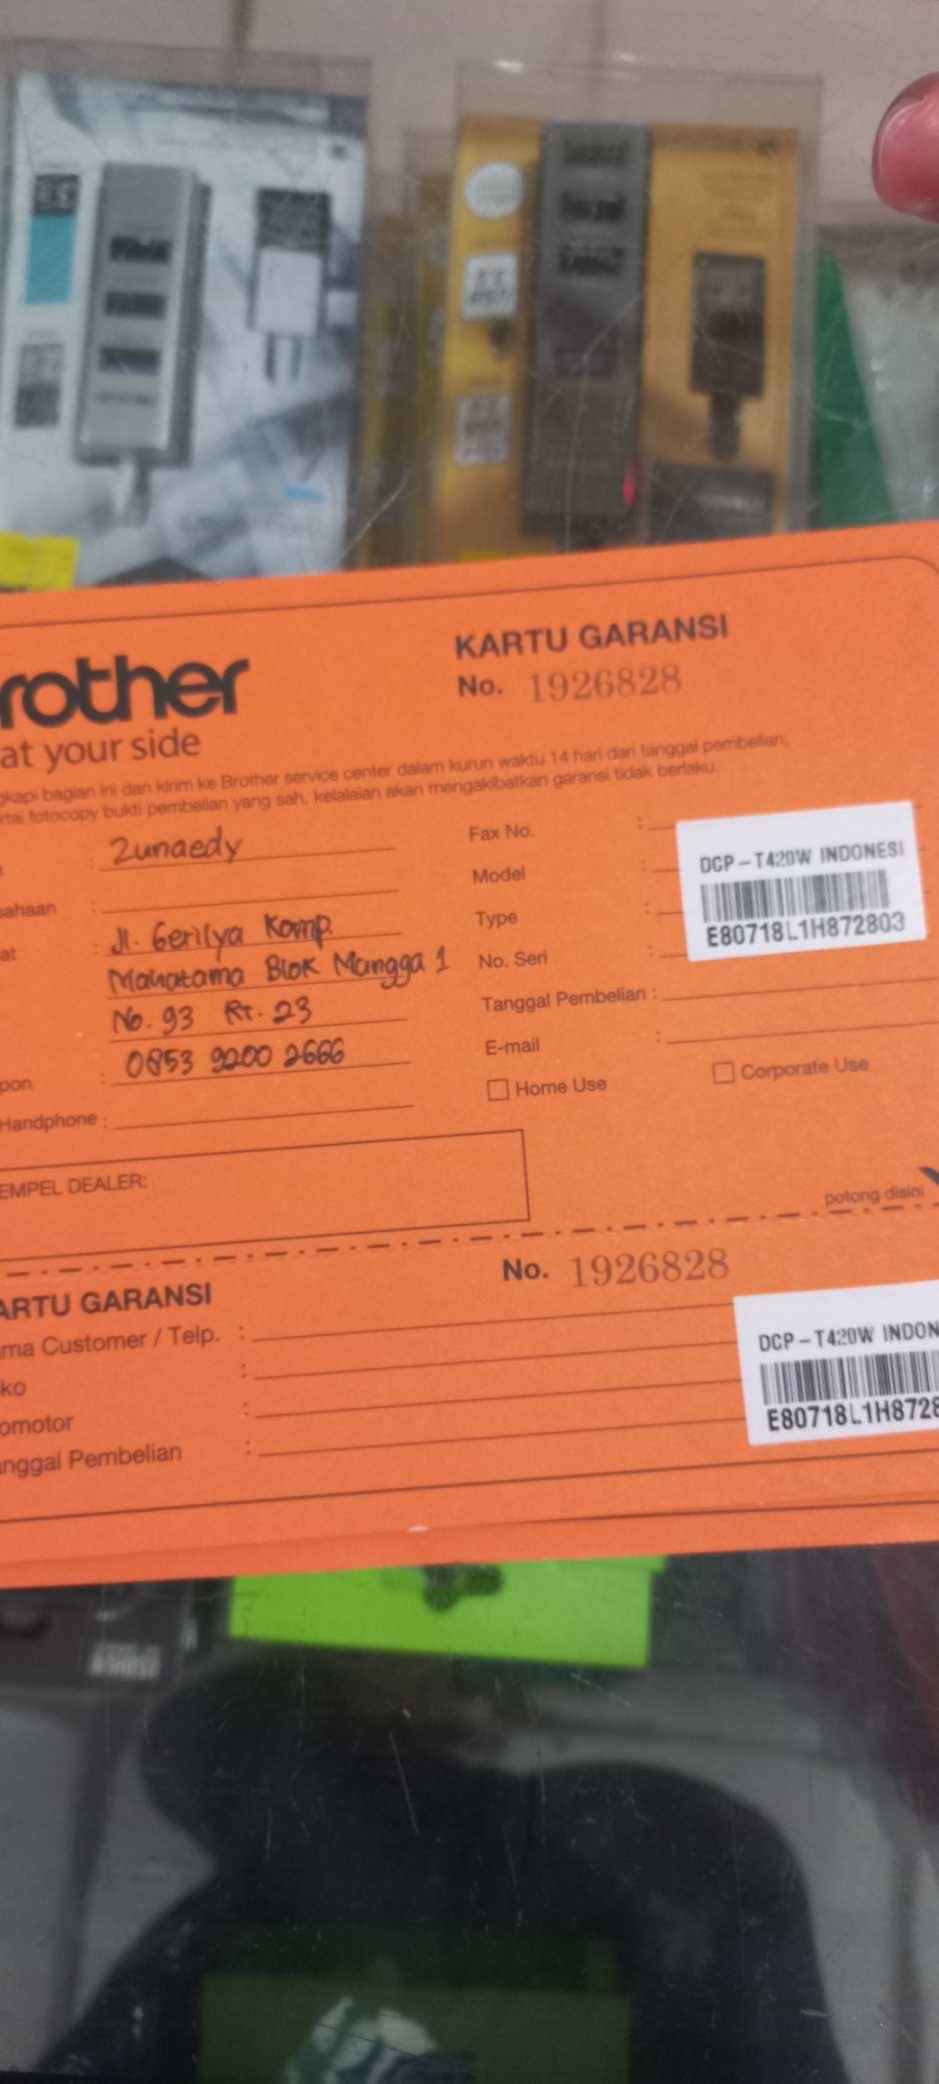 rother
at your side
KARTU GARANSI
No. 1926828
gkapi bagian ini dan kirim ke Brother service center dalam kurun waktu 14 hari dari tanggal pembelian,
rtai fotocopy bukti pembelian yang sah, kelalaian akan mengakibatkan garansi tidak berlaku.
: Zunaedy
sahaan :
at : Jl. Gerilya Komp.
Mahatama Blok Mangga 1
No. 93 Rt. 23
pon : 0853 9200 2666
Handphone :
Fax No. :
Model :
Type :
No. Seri :
DCP-T420W INDONESI
E80718L1H872803
Tanggal Pembelian :
E-mail :
Home Use Corporate Use
EMPEL DEALER:
potong disini
ARTU GARANSI
No. 1926828
ma Customer / Telp. :
ko :
omotor :
nggal Pembelian :
DCP-T420W INDON
E80718L1H8728